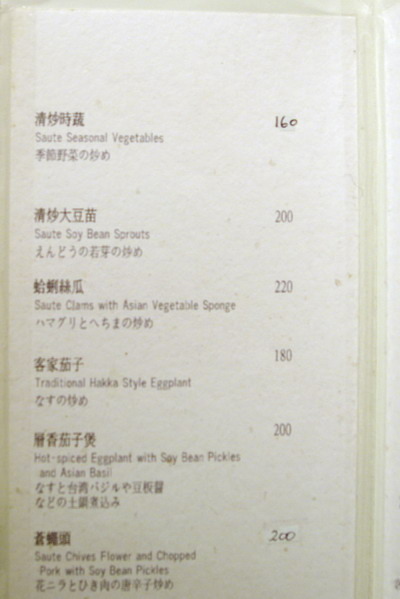 清炒時蔬 160
Saute Seasonal Vegetables
季節野菜の炒め
清炒大豆苗 200
Saute Soy Bean Sprouts
えんどうの若芽の炒め
蛤蜊絲瓜 220
Saute Clams with Asian Vegetable Sponge
ハマグリとへちまの炒め
客家茄子 180
Traditional Hakka Style Eggplant
なすの炒め
層香茄子煲 200
Hot-spiced Eggplant with Soy Bean Pickles
and Asian Basil
なすと台湾バジルや豆板醤
などの土鍋煮込み
蒼蠅頭 200
Saute Chives Flower and Chopped
Pork with Soy Bean Pickles
花ニラとひき肉の唐辛子炒め